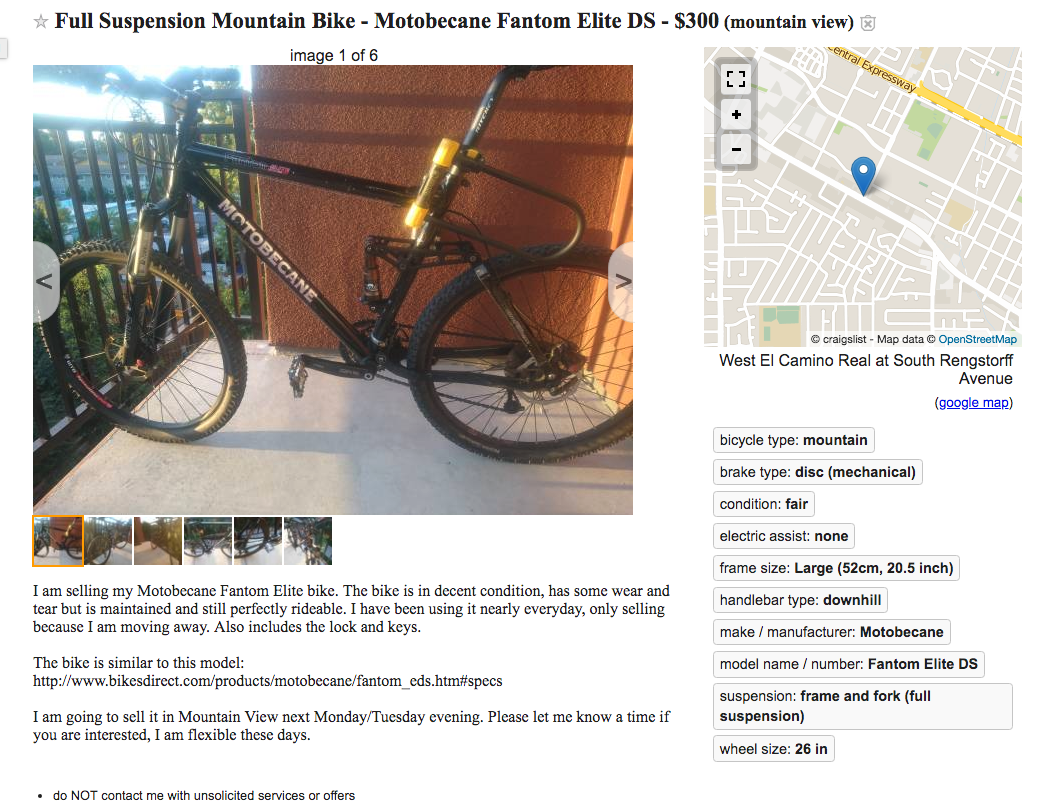 ☆ Full Suspension Mountain Bike - Motobecane Fantom Elite DS - $300 (mountain view)
image 1 of 6
MOTOBECANE
<
>
Central Expressway
+
-
© craigslist - Map data © OpenStreetMap
West El Camino Real at South Rengstorff
Avenue
(google map)
bicycle type: mountain
brake type: disc (mechanical)
condition: fair
electric assist: none
frame size: Large (52cm, 20.5 inch)
handlebar type: downhill
make / manufacturer: Motobecane
model name / number: Fantom Elite DS
suspension: frame and fork (full
suspension)
wheel size: 26 in
I am selling my Motobecane Fantom Elite bike. The bike is in decent condition, has some wear and
tear but is maintained and still perfectly rideable. I have been using it nearly everyday, only selling
because I am moving away. Also includes the lock and keys.
The bike is similar to this model:
http://www.bikesdirect.com/products/motobecane/fantom_eds.htm#specs
I am going to sell it in Mountain View next Monday/Tuesday evening. Please let me know a time if
you are interested, I am flexible these days.
• do NOT contact me with unsolicited services or offers